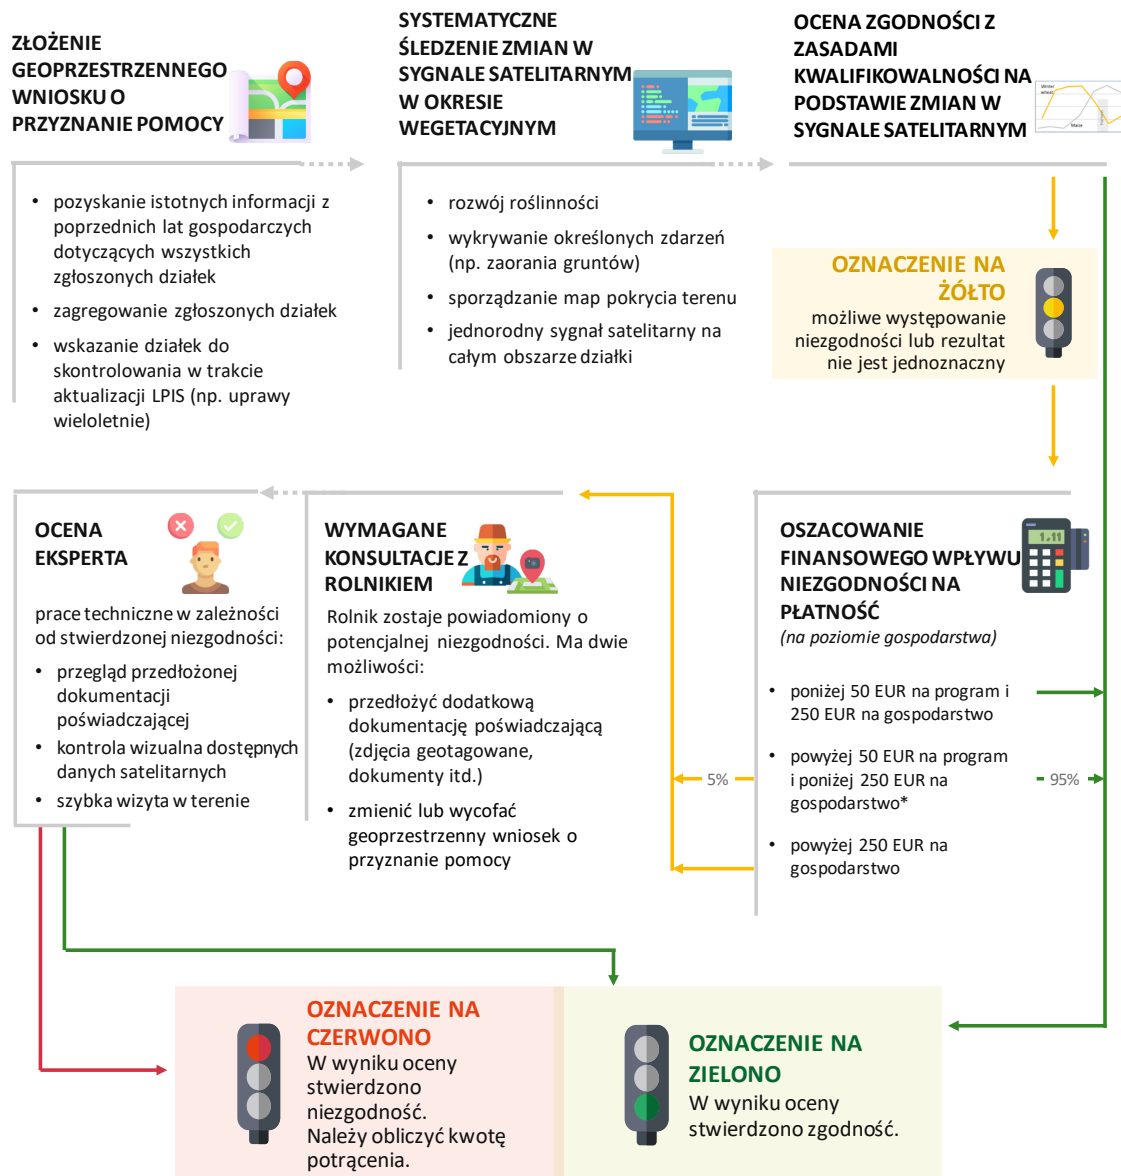 ZŁOŻENIE
GEOPRZESTRZENNEGO
WNIOSKU O
PRZYZNANIE POMOCY
• pozyskanie istotnych informacji z
poprzednich lat gospodarczych
dotyczących wszystkich
zgłoszonych działek
• zagregowanie zgłoszonych działek
• wskazanie działek do
skontrolowania w trakcie
aktualizacji LPIS (np. uprawy
wieloletnie)
SYSTEMATYCZNE
ŚLEDZENIE ZMIAN W
SYGNALE SATELITARNYM
W OKRESIE
WEGETACYJNYM
• rozwój roślinności
• wykrywanie określonych zdarzeń
(np. zaorania gruntów)
• sporządzanie map pokrycia terenu
• jednorodny sygnał satelitarny na
całym obszarze działki
OCENA ZGODNOŚCI Z
ZASADAMI
KWALIFIKOWALNOŚCI NA
PODSTAWIE ZMIAN W
SYGNALE SATELITARNYM
Winter
wheat
Maize
OZNACZENIE NA
ŻÓŁTO
możliwe występowanie
niezgodności lub rezultat
nie jest jednoznaczny
OSZACOWANIE
FINANSOWEGO WPŁYWU
NIEZGODNOŚCI NA
PŁATNOŚĆ
(na poziomie gospodarstwa)
1.11
• poniżej 50 EUR na program i
250 EUR na gospodarstwo
• powyżej 50 EUR na program
i poniżej 250 EUR na
gospodarstwo*
• powyżej 250 EUR na
gospodarstwo
5%
95%
WYMAGANE
KONSULTACJE Z
ROLNIKIEM
Rolnik zostaje powiadomiony o
potencjalnej niezgodności. Ma dwie
możliwości:
• przedłożyć dodatkową
dokumentację poświadczającą
(zdjęcia geotagowane,
dokumenty itd.)
• zmienić lub wycofać
geoprzestrzenny wniosek o
przyznanie pomocy
OCENA
EKSPERTA
prace techniczne w zależności
od stwierdzonej niezgodności:
• przegląd przedłożonej
dokumentacji
poświadczającej
• kontrola wizualna dostępnych
danych satelitarnych
• szybka wizyta w terenie
OZNACZENIE NA
CZERWONO
W wyniku oceny
stwierdzono
niezgodność.
Należy obliczyć kwotę
potrącenia.
OZNACZENIE NA
ZIELONO
W wyniku oceny
stwierdzono zgodność.